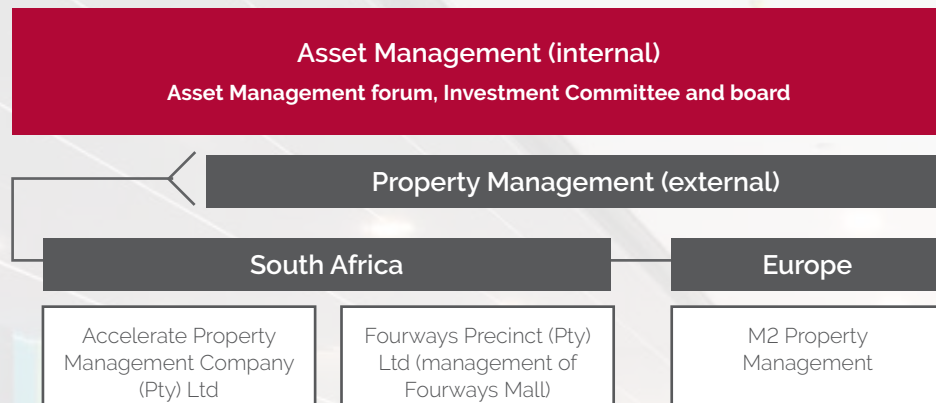 Asset Management (internal)
Asset Management forum, Investment Committee and board
Property Management (external)
South Africa
Europe
Accelerate Property
Management Company
(Pty) Ltd
Fourways Precinct (Pty)
Ltd (management of
Fourways Mall)
M2 Property
Management